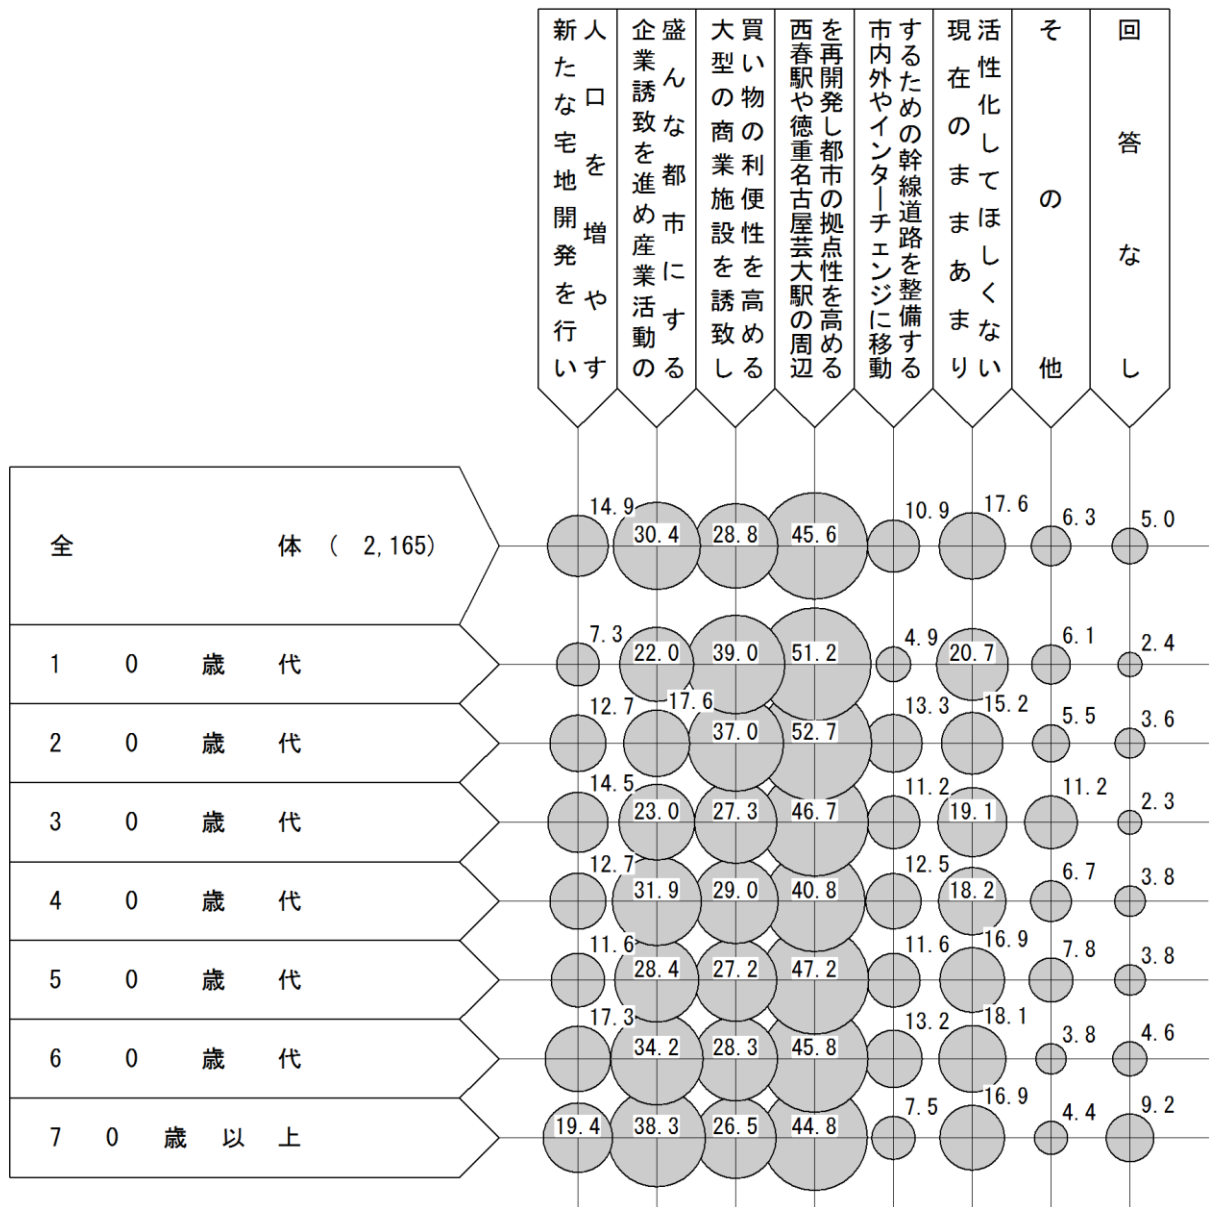 新たな宅地開発を行い
人口を増やす
企業誘致を進め産業活動の
盛んな都市にする
大型の商業施設を誘致し
買い物の利便性を高める
西春駅や徳重名古屋芸大駅の周辺
を再開発し都市の拠点性を高める
市内外やインターチェンジに移動
するための幹線道路を整備する
現在のままあまり
活性化してほしくない
その他
回答なし
全体( 2,165) 14.9 30.4 28.8 45.6 10.9 17.6 6.3 5.0
10歳代 7.3 22.0 39.0 51.2 4.9 20.7 6.1 2.4
20歳代 12.7 17.6 37.0 52.7 13.3 15.2 5.5 3.6
30歳代 14.5 23.0 27.3 46.7 11.2 19.1 11.2 2.3
40歳代 12.7 31.9 29.0 40.8 12.5 18.2 6.7 3.8
50歳代 11.6 28.4 27.2 47.2 11.6 16.9 7.8 3.8
60歳代 17.3 34.2 28.3 45.8 13.2 18.1 3.8 4.6
70歳以上 19.4 38.3 26.5 44.8 7.5 16.9 4.4 9.2